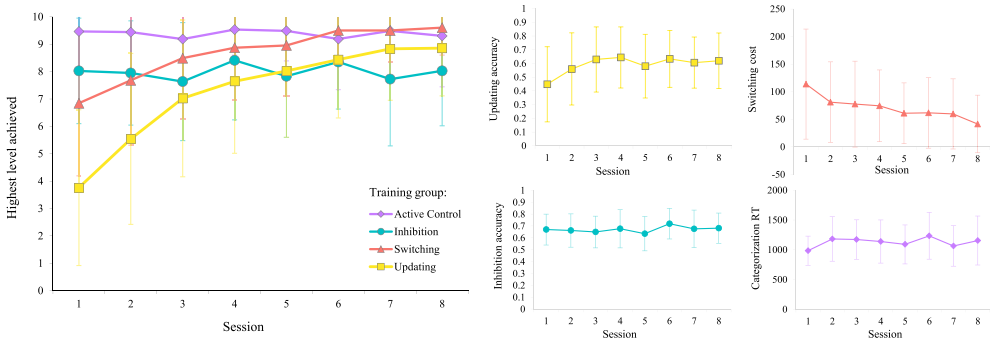 Highest level achieved
10
9
8
7
6
5
4
3
2
1
0
Training group:
Active Control
Inhibition
Switching
Updating
1 2 3 4 5 6 7 8
Session
Updating accuracy
1
0.9
0.8
0.7
0.6
0.5
0.4
0.3
0.2
0.1
0
1 2 3 4 5 6 7 8
Session
Switching cost
250
200
150
100
50
0
-50
1 2 3 4 5 6 7 8
Session
Inhibition accuracy
1
0.9
0.8
0.7
0.6
0.5
0.4
0.3
0.2
0.1
0
1 2 3 4 5 6 7 8
Session
Categorization RT
2000
1500
1000
500
0
1 2 3 4 5 6 7 8
Session